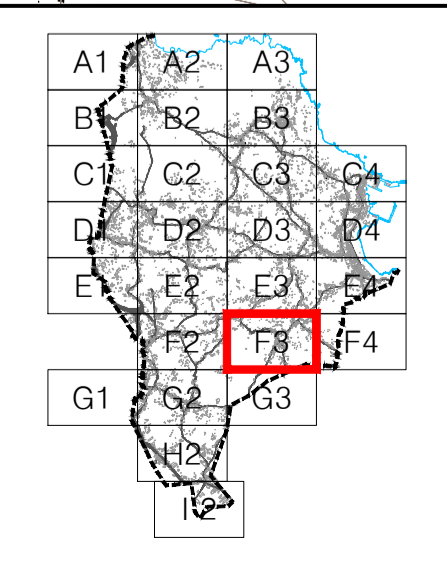 A1 A2 A3
B1 B2 B3
C1 C2 C3 C4
D1 D2 D3 D4
E1 E2 E3 E4
F2 F3 F4
G1 G2 G3
H2
I 2